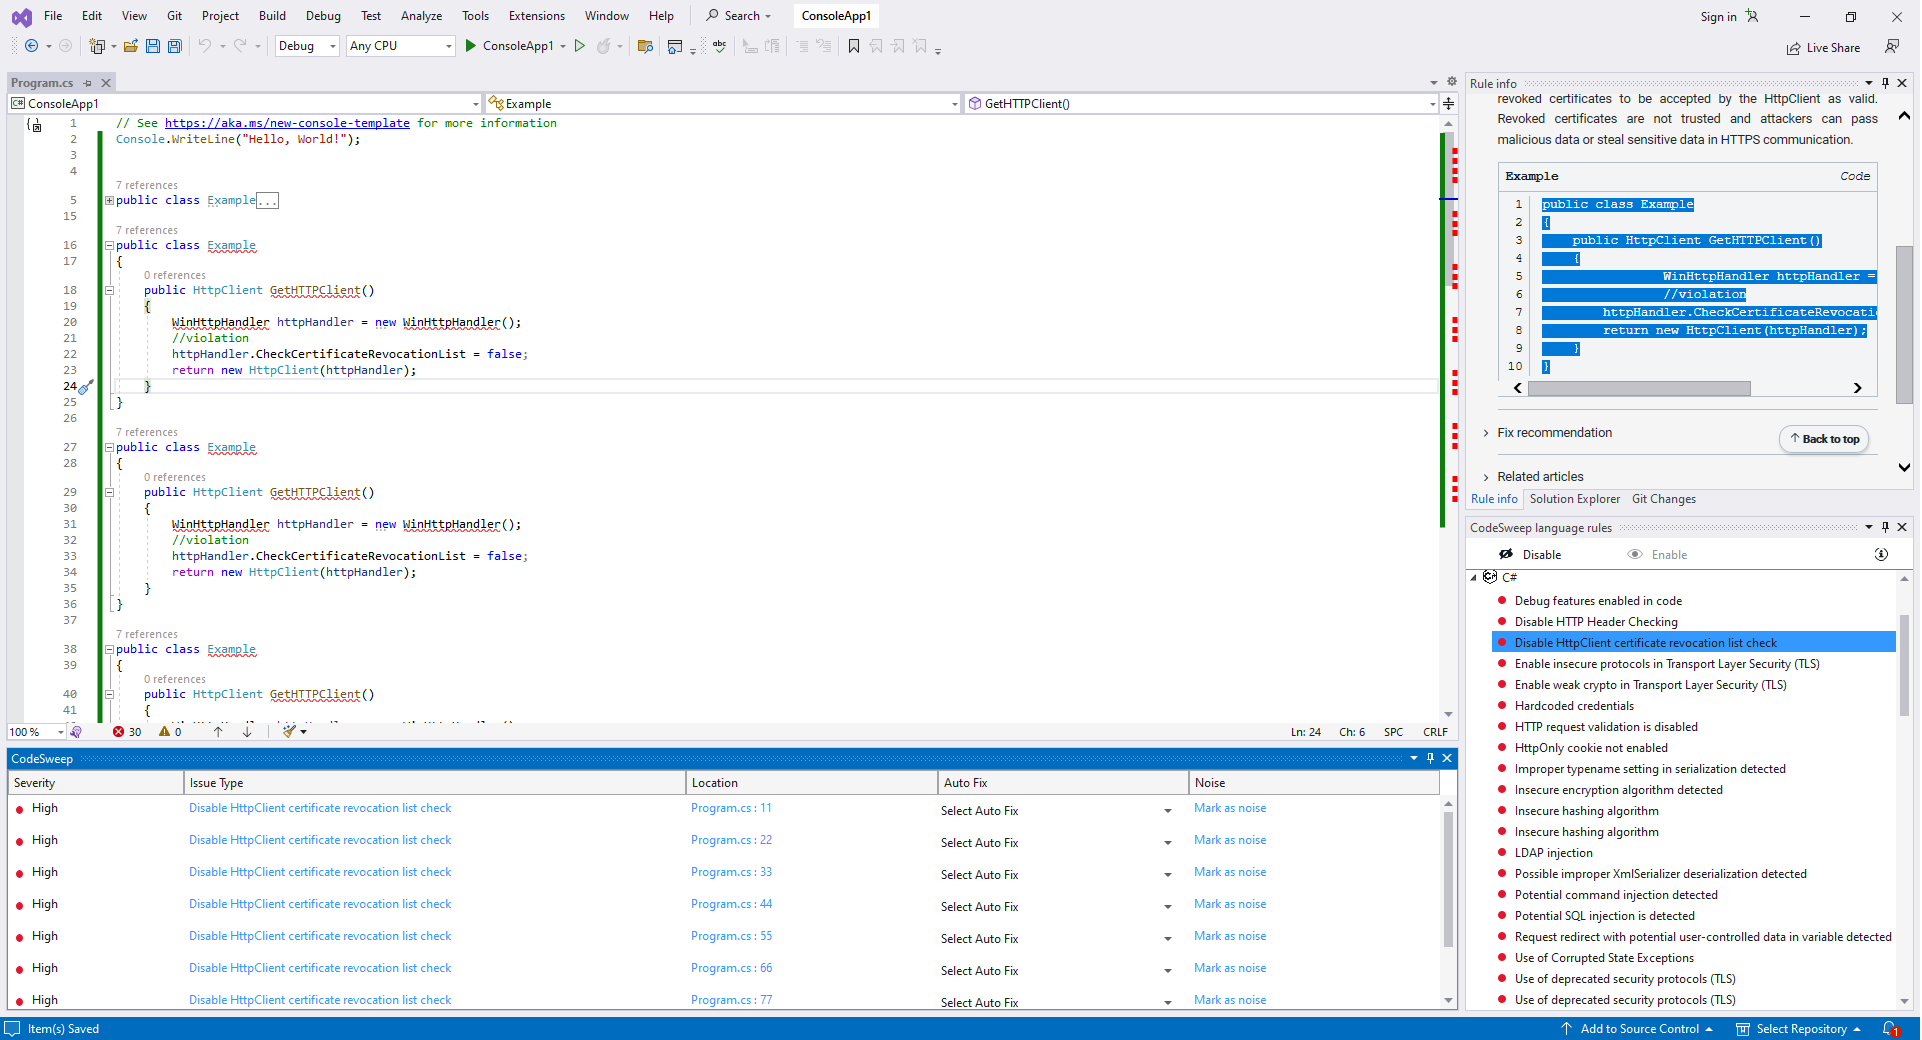 File Edit View Git Project Build Debug Test Analyze Tools Extensions Window Help Search ConsoleApp1 Sign in
Debug Any CPU ConsoleApp1 Live Share
Program.cs
C# ConsoleApp1 Example GetHTTPClient()
1 // See https://aka.ms/new-console-template for more information
2 Console.WriteLine("Hello, World!");
3
4
7 references
5 public class Example...
15
7 references
16 public class Example
17 {
0 references
18 public HttpClient GetHTTPClient()
19 {
20 WinHttpHandler httpHandler = new WinHttpHandler();
21 //violation
22 httpHandler.CheckCertificateRevocationList = false;
23 return new HttpClient(httpHandler);
24 }
25 }
26
7 references
27 public class Example
28 {
0 references
29 public HttpClient GetHTTPClient()
30 {
31 WinHttpHandler httpHandler = new WinHttpHandler();
32 //violation
33 httpHandler.CheckCertificateRevocationList = false;
34 return new HttpClient(httpHandler);
35 }
36 }
37
7 references
38 public class Example
39 {
0 references
40 public HttpClient GetHTTPClient()
41 {
100 % 30 0 Ln: 24 Ch: 6 SPC CRLF
CodeSweep
Severity Issue Type Location Auto Fix Noise
High Disable HttpClient certificate revocation list check Program.cs : 11 Select Auto Fix Mark as noise
High Disable HttpClient certificate revocation list check Program.cs : 22 Select Auto Fix Mark as noise
High Disable HttpClient certificate revocation list check Program.cs : 33 Select Auto Fix Mark as noise
High Disable HttpClient certificate revocation list check Program.cs : 44 Select Auto Fix Mark as noise
High Disable HttpClient certificate revocation list check Program.cs : 55 Select Auto Fix Mark as noise
High Disable HttpClient certificate revocation list check Program.cs : 66 Select Auto Fix Mark as noise
High Disable HttpClient certificate revocation list check Program.cs : 77 Select Auto Fix Mark as noise
Rule info
revoked certificates to be accepted by the HttpClient as valid.
Revoked certificates are not trusted and attackers can pass
malicious data or steal sensitive data in HTTPS communication.
Example Code
1 public class Example
2 {
3 public HttpClient GetHTTPClient()
4 {
5 WinHttpHandler httpHandler =
6 //violation
7 httpHandler.CheckCertificateRevocati
8 return new HttpClient(httpHandler);
9 }
10 }
Fix recommendation
Back to top
Related articles
Rule info Solution Explorer Git Changes
CodeSweep language rules
Disable Enable
C#
Debug features enabled in code
Disable HTTP Header Checking
Disable HttpClient certificate revocation list check
Enable insecure protocols in Transport Layer Security (TLS)
Enable weak crypto in Transport Layer Security (TLS)
Hardcoded credentials
HTTP request validation is disabled
HttpOnly cookie not enabled
Improper typename setting in serialization detected
Insecure encryption algorithm detected
Insecure hashing algorithm
Insecure hashing algorithm
LDAP injection
Possible improper XmlSerializer deserialization detected
Potential command injection detected
Potential SQL injection is detected
Request redirect with potential user-controlled data in variable detected
Use of Corrupted State Exceptions
Use of deprecated security protocols (TLS)
Use of deprecated security protocols (TLS)
Item(s) Saved Add to Source Control Select Repository 1